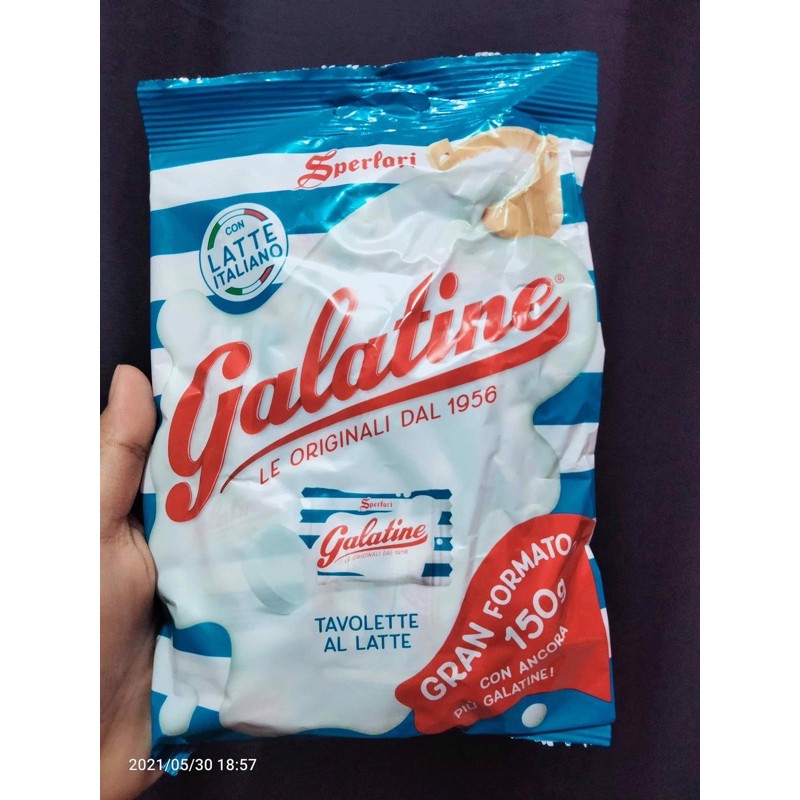 Sperlari
CON
LATTE
ITALIANO
Galatine®
LE ORIGINALI DAL 1956
Sperlari
Galatine
LE ORIGINALI DAL 1956
TAVOLETTE
AL LATTE
GRAN FORMATO
150g
CON ANCORA
PIÙ GALATINE!
2021/05/30 18:57